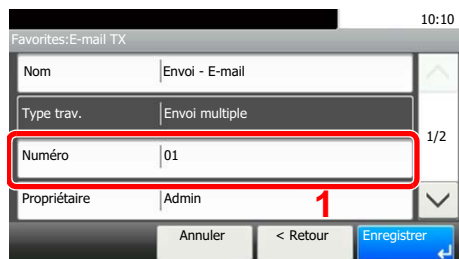 10:10
Favorites:E-mail TX
Nom Envoi - E-mail
Type trav. Envoi multiple
1/2
Numéro 01
Propriétaire Admin
1
Annuler < Retour Enregistrer